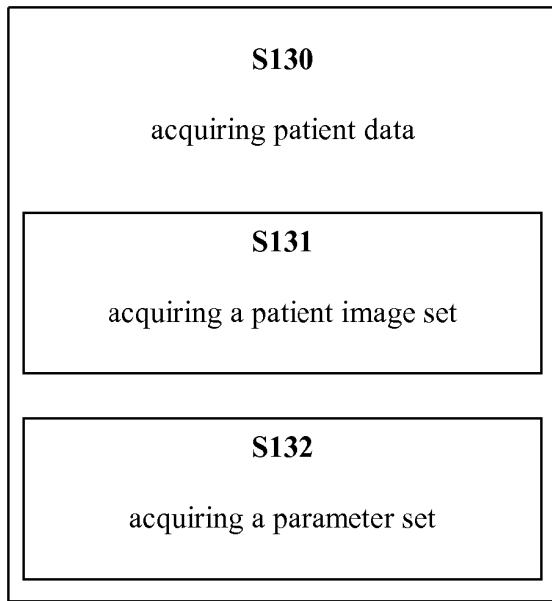 S130
acquiring patient data
S131
acquiring a patient image set
S132
acquiring a parameter set